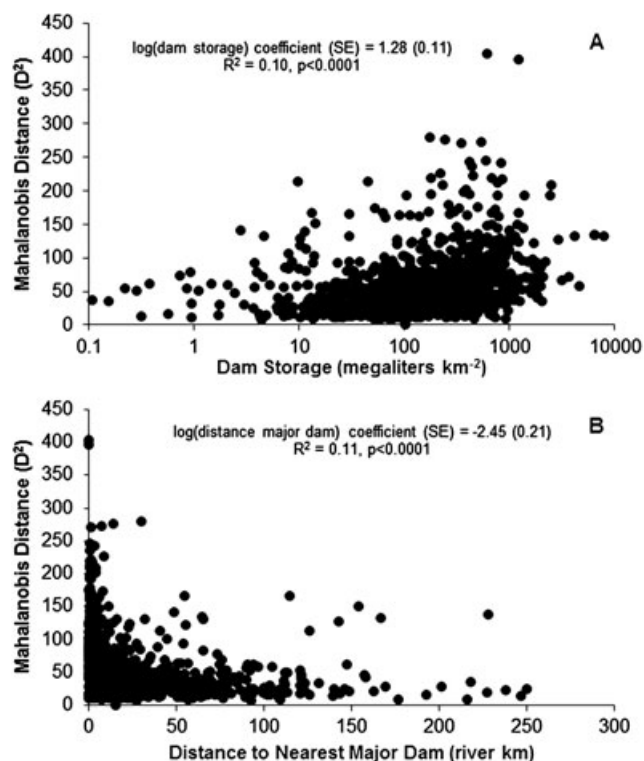 450
400
350
300
250
200
150
100
50
0
Mahalanobis Distance (D²)
A
log(dam storage) coefficient (SE) = 1.28 (0.11)
R² = 0.10, p<0.0001
0.1 1 10 100 1000 10000
Dam Storage (megaliters km⁻²)
450
400
350
300
250
200
150
100
50
0
Mahalanobis Distance (D²)
B
log(distance major dam) coefficient (SE) = -2.45 (0.21)
R² = 0.11, p<0.0001
0 50 100 150 200 250 300
Distance to Nearest Major Dam (river km)